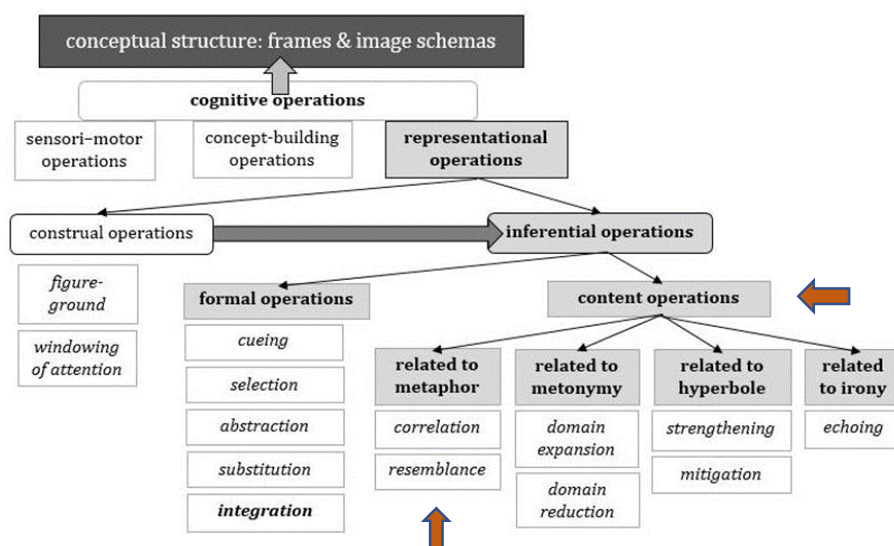 conceptual structure: frames & image schemas
cognitive operations
sensori–motor
operations
concept-building
operations
representational
operations
construal operations
inferential operations
figure-
ground
windowing
of attention
formal operations
cueing
selection
abstraction
substitution
integration
content operations
related to
metaphor
correlation
resemblance
related to
metonymy
domain
expansion
domain
reduction
related to
hyperbole
strengthening
mitigation
related
to irony
echoing